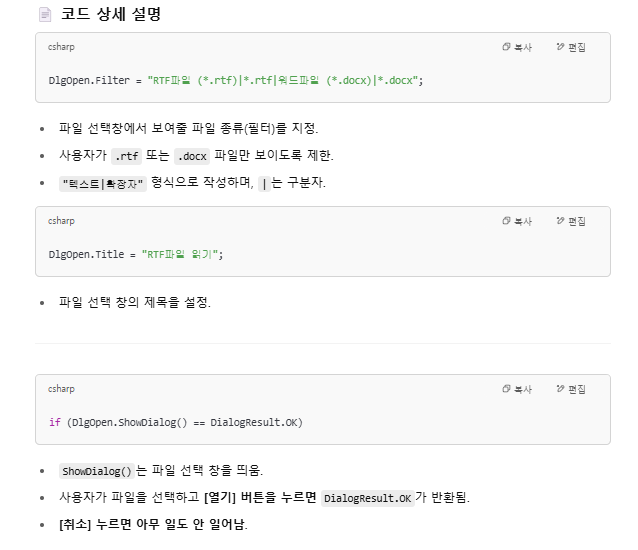 코드 상세 설명
csharp 복사 편집
DlgOpen.Filter = "RTF파일 (*.rtf)|*.rtf|워드파일 (*.docx)|*.docx";
파일 선택창에서 보여줄 파일 종류(필터)를 지정.
사용자가 .rtf 또는 .docx 파일만 보이도록 제한.
"텍스트|확장자" 형식으로 작성하며, |는 구분자.
csharp 복사 편집
DlgOpen.Title = "RTF파일 읽기";
파일 선택 창의 제목을 설정.
csharp 복사 편집
if (DlgOpen.ShowDialog() == DialogResult.OK)
ShowDialog()는 파일 선택 창을 띄움.
사용자가 파일을 선택하고 [열기] 버튼을 누르면 DialogResult.OK가 반환됨.
[취소] 누르면 아무 일도 안 일어남.